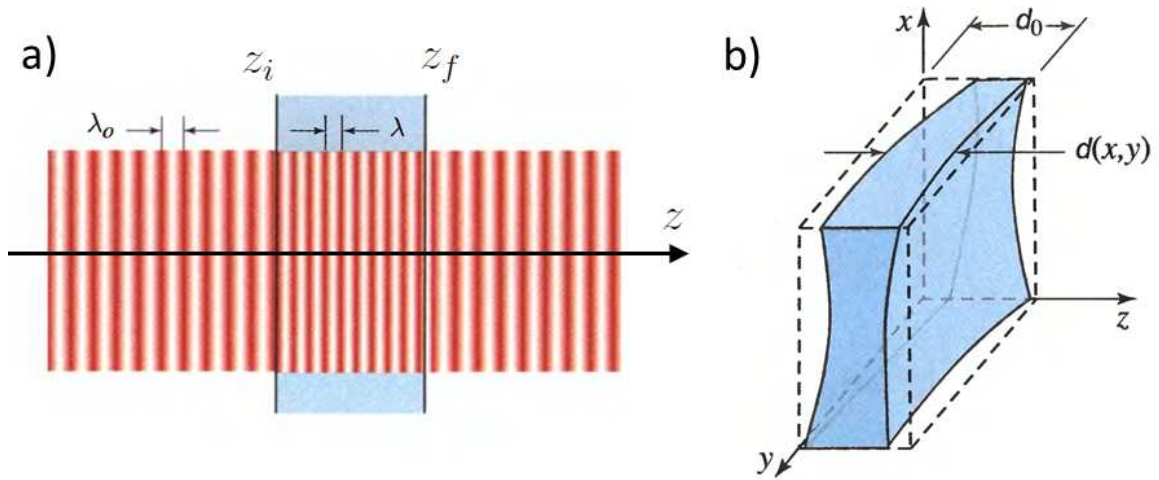 a)
z_i
z_f
λ_o
λ
z
b)
x
d_0
d(x,y)
z
y